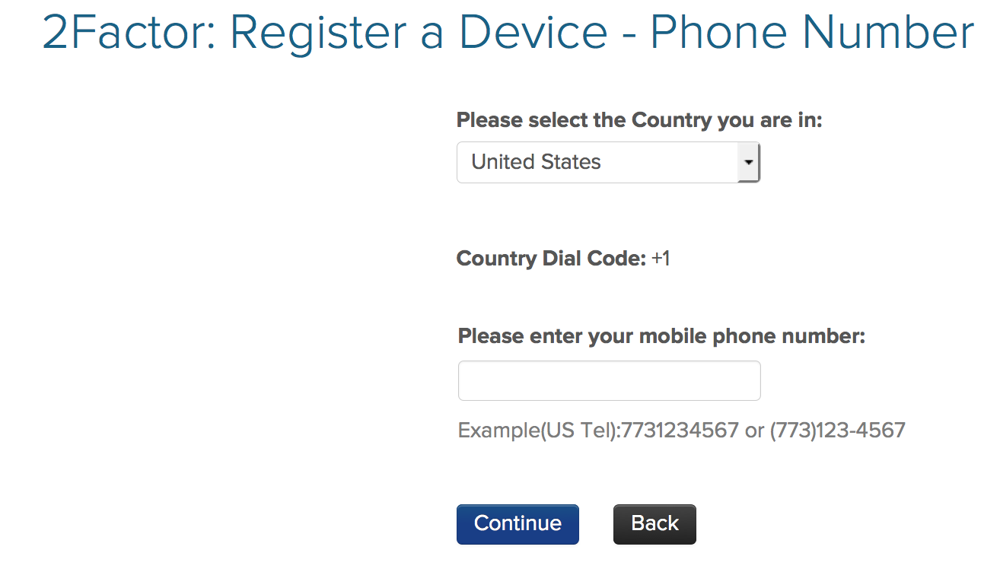 2Factor: Register a Device - Phone Number
Please select the Country you are in:
United States
Country Dial Code: +1
Please enter your mobile phone number:
Example(US Tel):7731234567 or (773)123-4567
Continue Back